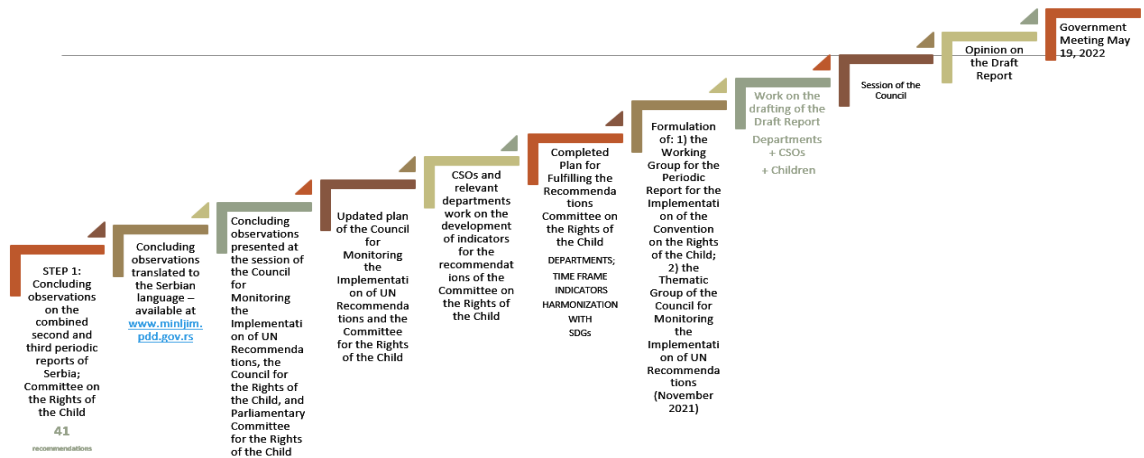 STEP 1:
Concluding
observations
on the
combined
second and
third periodic
reports of
Serbia;
Committee on
the Rights of
the Child
41
recommendations
Concluding
observations
translated to
the Serbian
language –
available at
www.minljim.
pdd.gov.rs
Concluding
observations
presented at
the session of
the Council
for
Monitoring
the
Implementati
on of UN
Recommenda
tions, the
Council for
the Rights of
the Child, and
Parliamentary
Committee
for the Rights
of the Child
Updated plan
of the Council
for
Monitoring
the
Implementati
on of UN
Recommenda
tions and the
Committee
for the Rights
of the Child
CSOs and
relevant
departments
work on the
development
of indicators
for the
recommendat
ions of the
Committee on
the Rights of
the Child
Completed
Plan for
Fulfilling the
Recommenda
tions
Committee on
the Rights of
the Child
DEPARTMENTS;
TIME FRAME
INDICATORS
HARMONIZATION
WITH
SDGs
Formulation
of: 1) the
Working
Group for the
Periodic
Report for the
Implementati
on of the
Convention
on the Rights
of the Child;
2) the
Thematic
Group of the
Council for
Monitoring
the
Implementati
on of UN
Recommenda
tions
(November
2021)
Work on the
drafting of the
Draft Report
Departments
+ CSOs
+ Children
Session of the
Council
Opinion on
the Draft
Report
Government
Meeting May
19, 2022